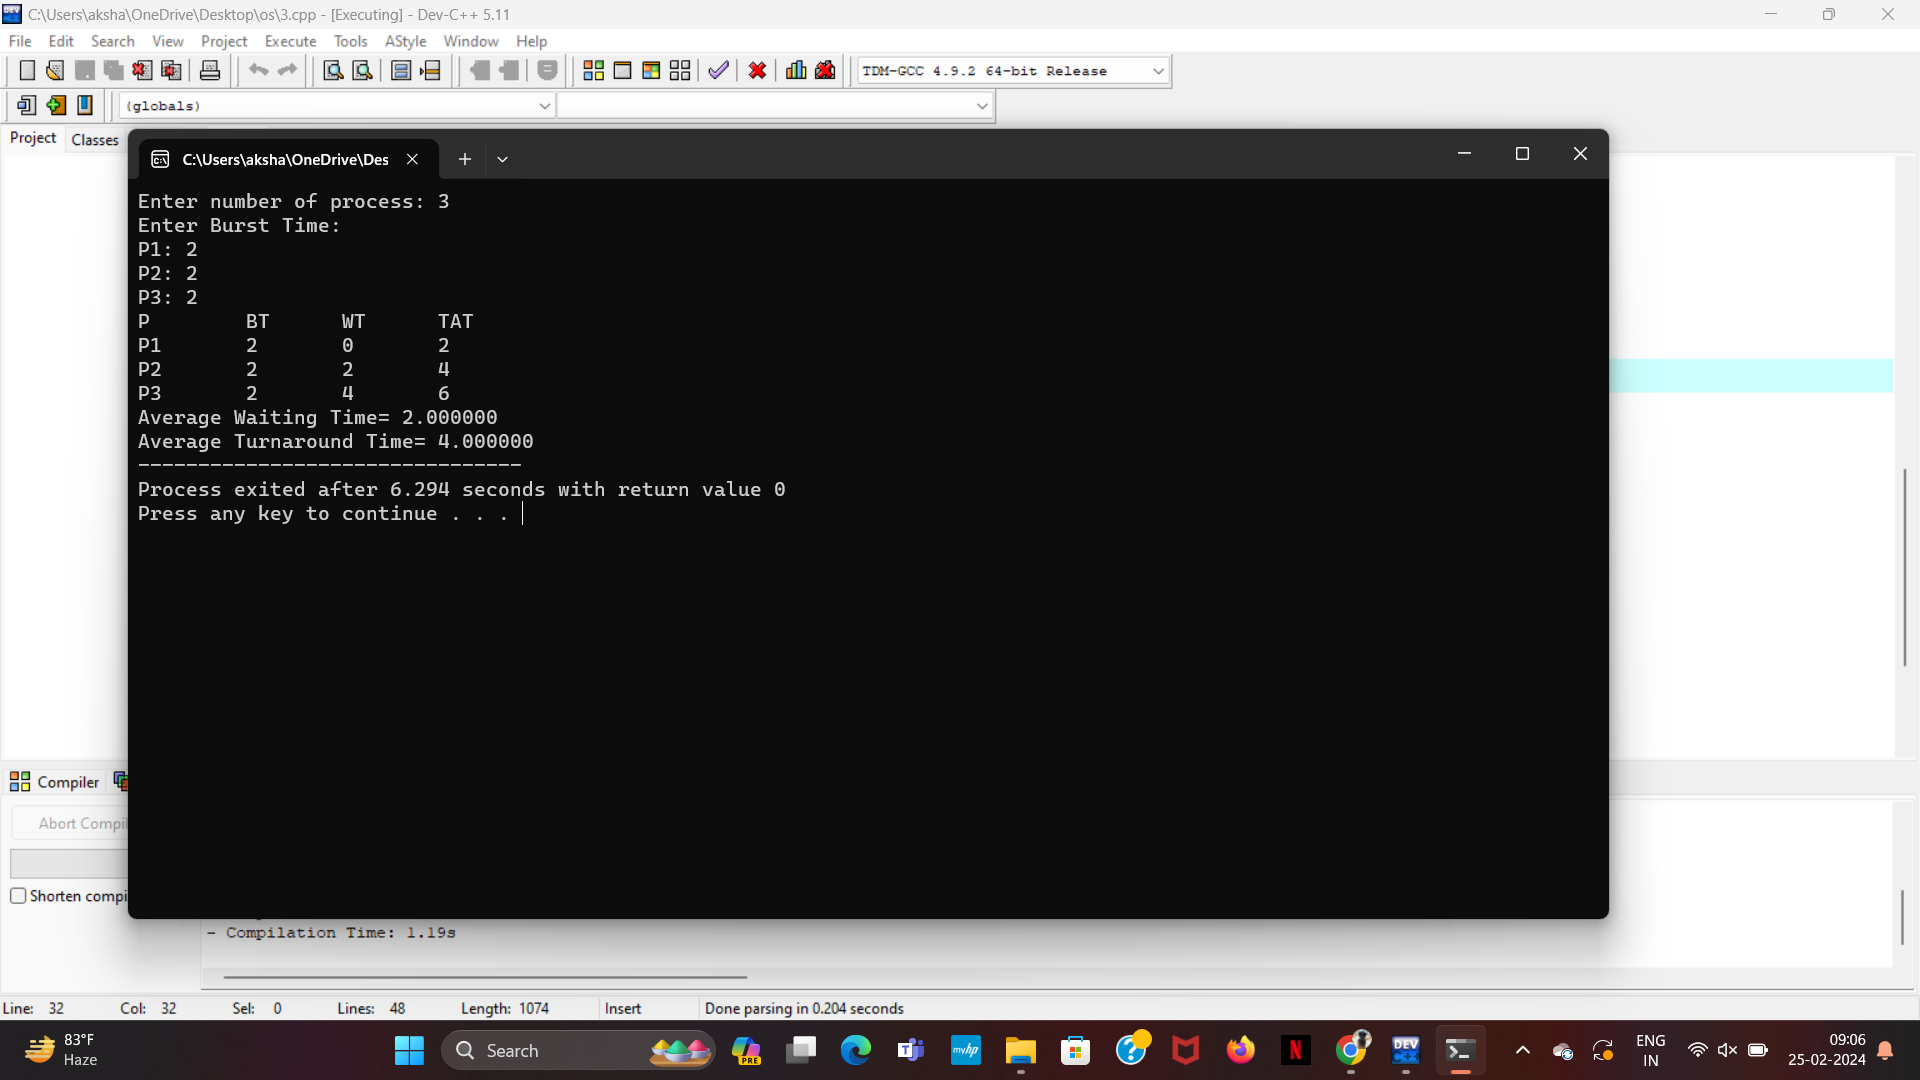 C:\Users\aksha\OneDrive\Desktop\os\3.cpp - [Executing] - Dev-C++ 5.11
File Edit Search View Project Execute Tools AStyle Window Help
TDM-GCC 4.9.2 64-bit Release
(globals)
Project Classes
C:\Users\aksha\OneDrive\Des
Enter number of process: 3
Enter Burst Time:
P1: 2
P2: 2
P3: 2
P BT WT TAT
P1 2 0 2
P2 2 2 4
P3 2 4 6
Average Waiting Time= 2.000000
Average Turnaround Time= 4.000000
--------------------------------
Process exited after 6.294 seconds with return value 0
Press any key to continue . . .
Compiler
Abort Compil
Shorten compi
- Compilation Time: 1.19s
Line: 32 Col: 32 Sel: 0 Lines: 48 Length: 1074 Insert Done parsing in 0.204 seconds
83°F
Haze
Search
PRE
myhp
DEV
ENG
IN
09:06
25-02-2024